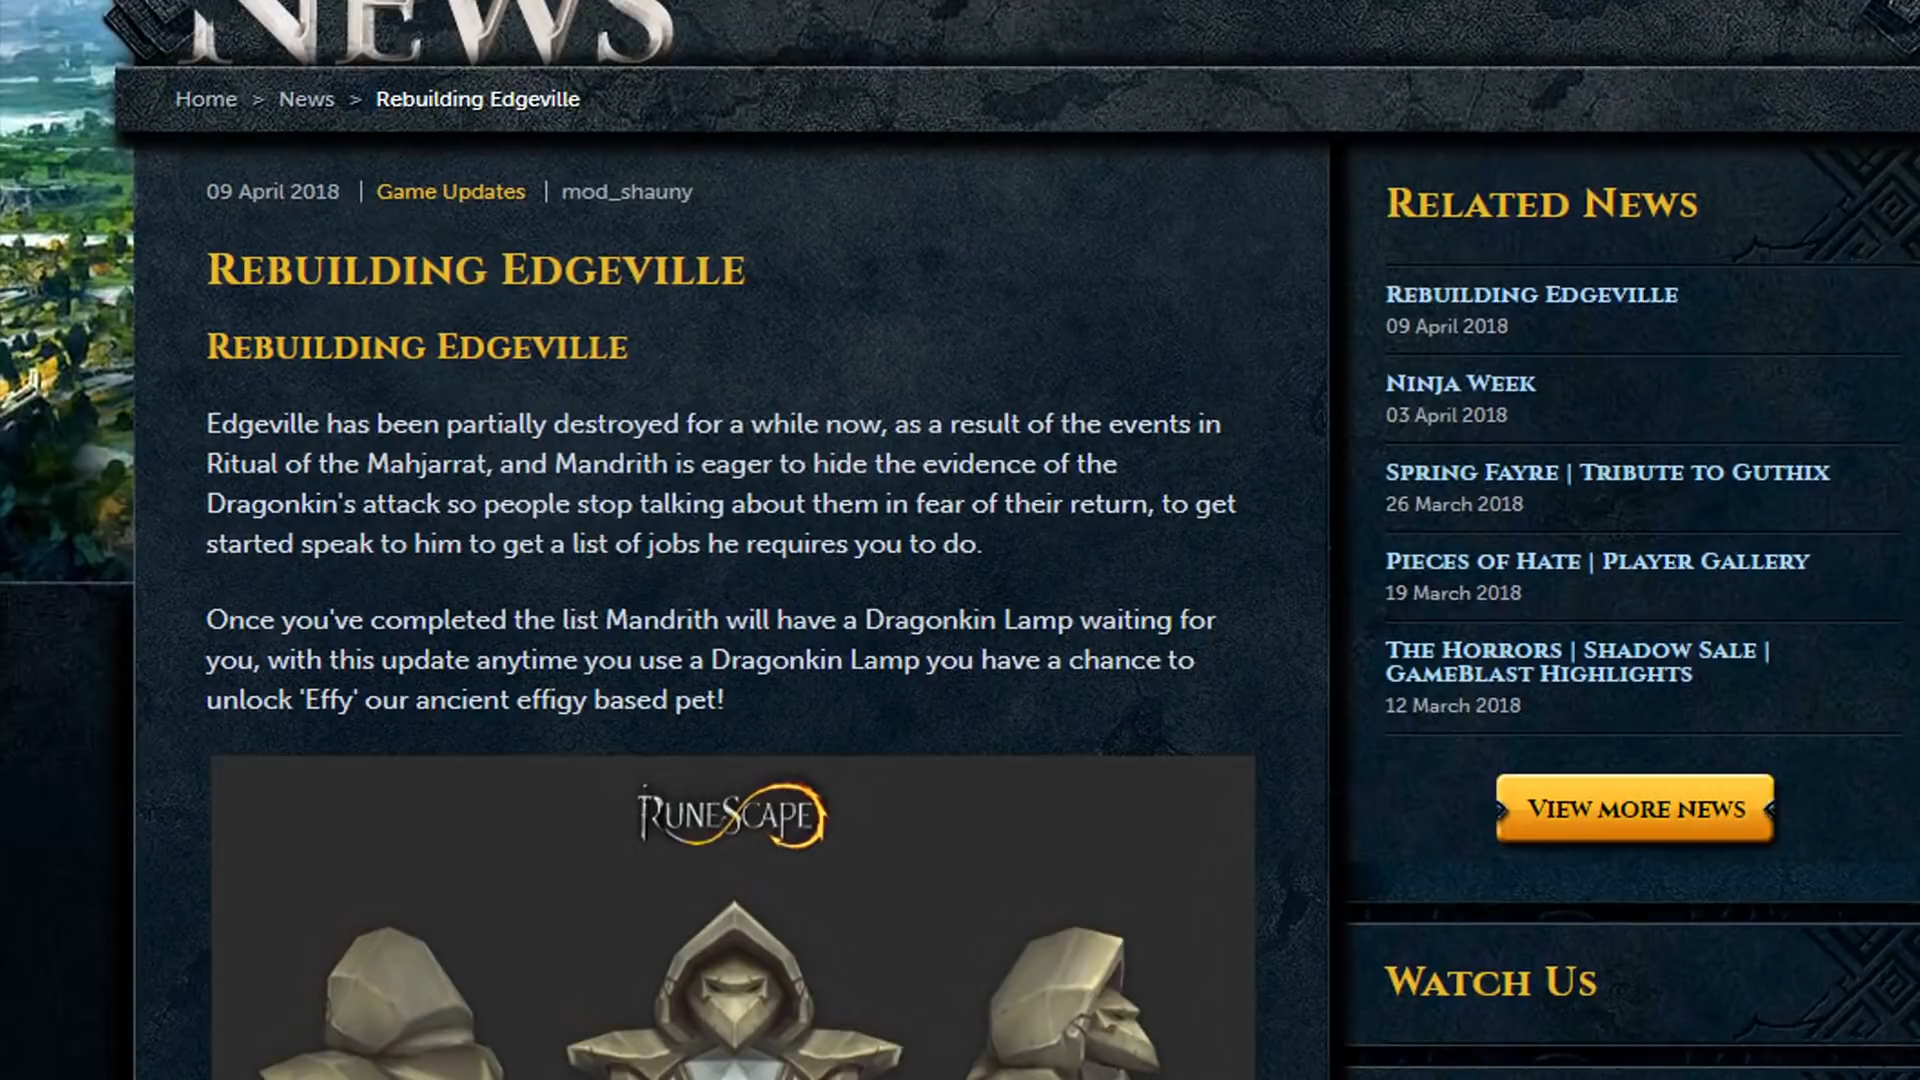 NEWS
Home > News > Rebuilding Edgeville
09 April 2018 | Game Updates | mod_shauny
REBUILDING EDGEVILLE
REBUILDING EDGEVILLE
Edgeville has been partially destroyed for a while now, as a result of the events in
Ritual of the Mahjarrat, and Mandrith is eager to hide the evidence of the
Dragonkin's attack so people stop talking about them in fear of their return, to get
started speak to him to get a list of jobs he requires you to do.
Once you've completed the list Mandrith will have a Dragonkin Lamp waiting for
you, with this update anytime you use a Dragonkin Lamp you have a chance to
unlock 'Effy' our ancient effigy based pet!
RUNESCAPE
RELATED NEWS
REBUILDING EDGEVILLE
09 April 2018
NINJA WEEK
03 April 2018
SPRING FAYRE | TRIBUTE TO GUTHIX
26 March 2018
PIECES OF HATE | PLAYER GALLERY
19 March 2018
THE HORRORS | SHADOW SALE |
GAMEBLAST HIGHLIGHTS
12 March 2018
VIEW MORE NEWS
WATCH US